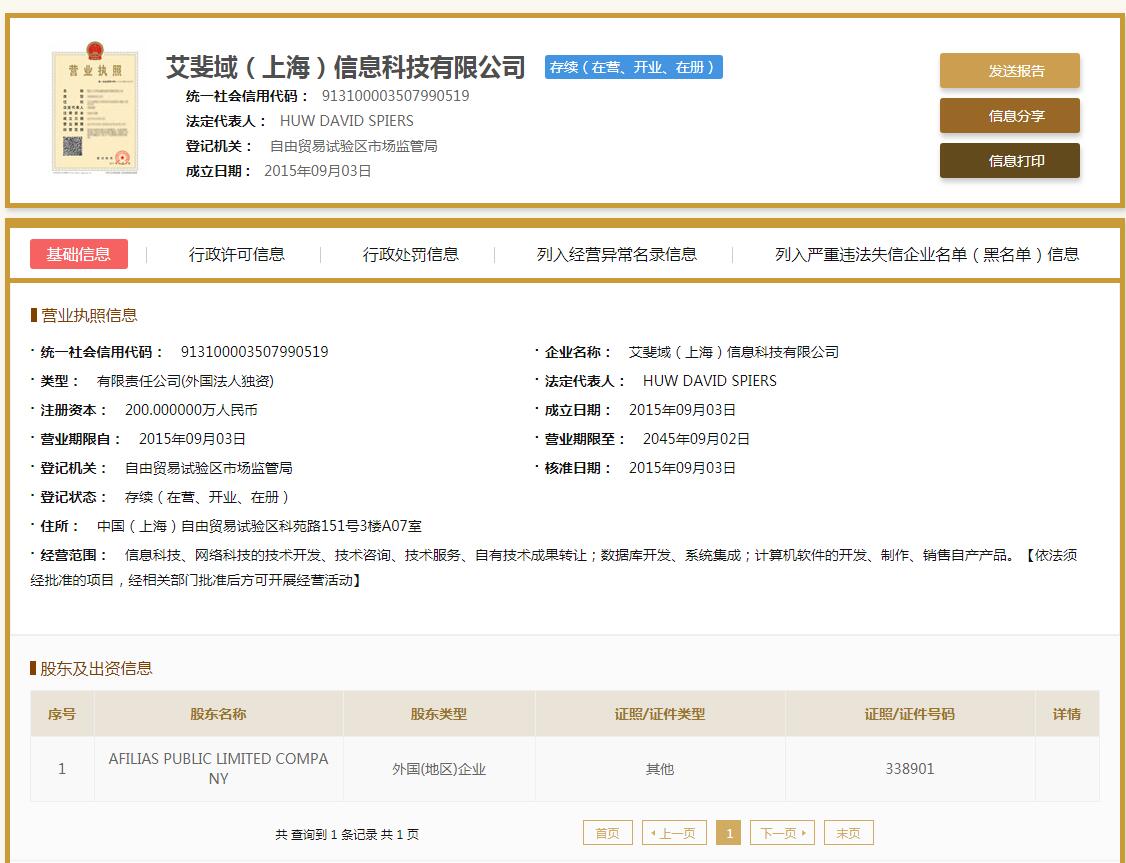 营业执照
艾斐域（上海）信息科技有限公司 存续（在营、开业、在册）
统一社会信用代码： 913100003507990519
法定代表人： HUW DAVID SPIERS
登记机关： 自由贸易试验区市场监管局
成立日期： 2015年09月03日
发送报告
信息分享
信息打印
基础信息 行政许可信息 行政处罚信息 列入经营异常名录信息 列入严重违法失信企业名单（黑名单）信息
营业执照信息
· 统一社会信用代码： 913100003507990519 · 企业名称： 艾斐域（上海）信息科技有限公司
· 类型： 有限责任公司(外国法人独资) · 法定代表人： HUW DAVID SPIERS
· 注册资本： 200.000000万人民币 · 成立日期： 2015年09月03日
· 营业期限自： 2015年09月03日 · 营业期限至： 2045年09月02日
· 登记机关： 自由贸易试验区市场监管局 · 核准日期： 2015年09月03日
· 登记状态： 存续（在营、开业、在册）
· 住所： 中国（上海）自由贸易试验区科苑路151号3楼A07室
· 经营范围： 信息科技、网络科技的技术开发、技术咨询、技术服务、自有技术成果转让；数据库开发、系统集成；计算机软件的开发、制作、销售自产产品。【依法须
经批准的项目，经相关部门批准后方可开展经营活动】
股东及出资信息
序号 股东名称 股东类型 证照/证件类型 证照/证件号码 详情
1 AFILIAS PUBLIC LIMITED COMPA 外国(地区)企业 其他 338901
NY
共 查询到 1 条记录 共 1 页 首页 上一页 1 下一页 末页